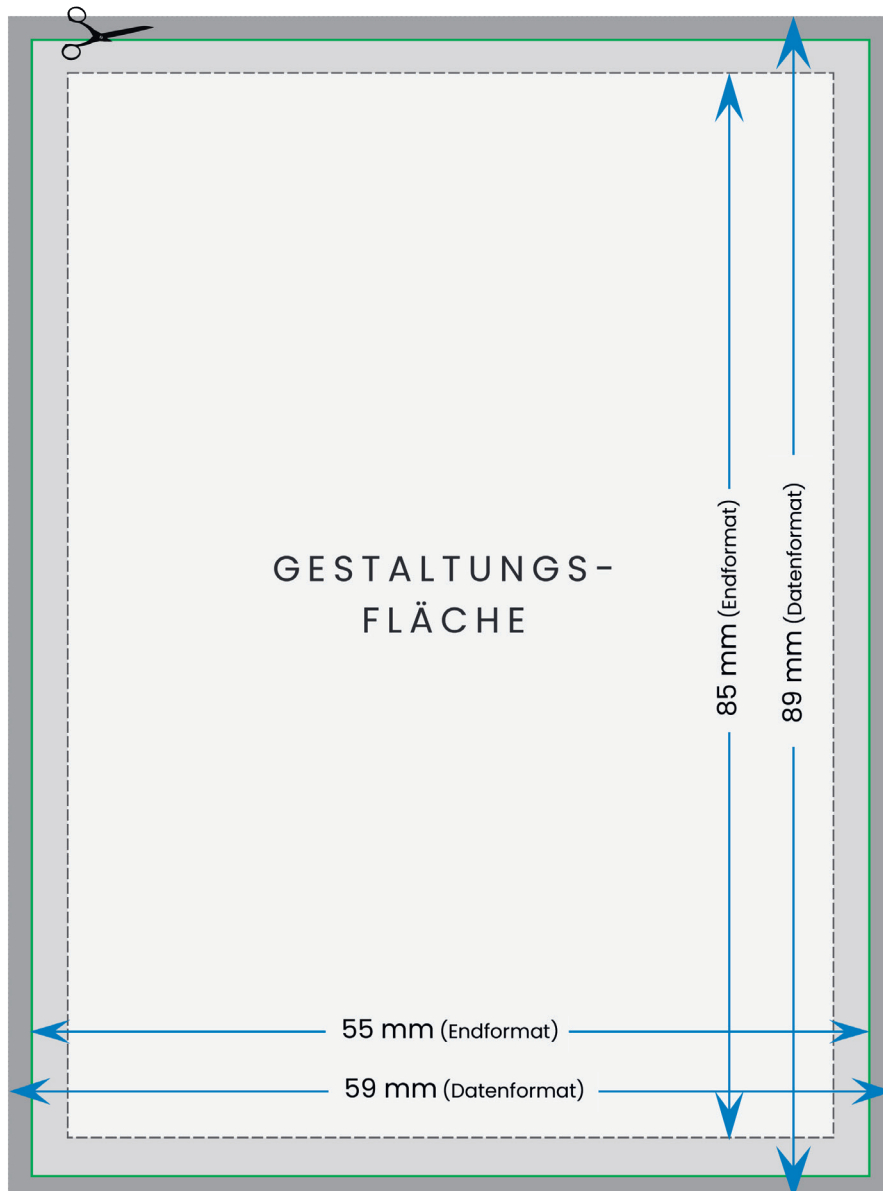 GESTALTUNGS-
FLÄCHE
85 mm (Endformat)
89 mm (Datenformat)
55 mm (Endformat)
59 mm (Datenformat)